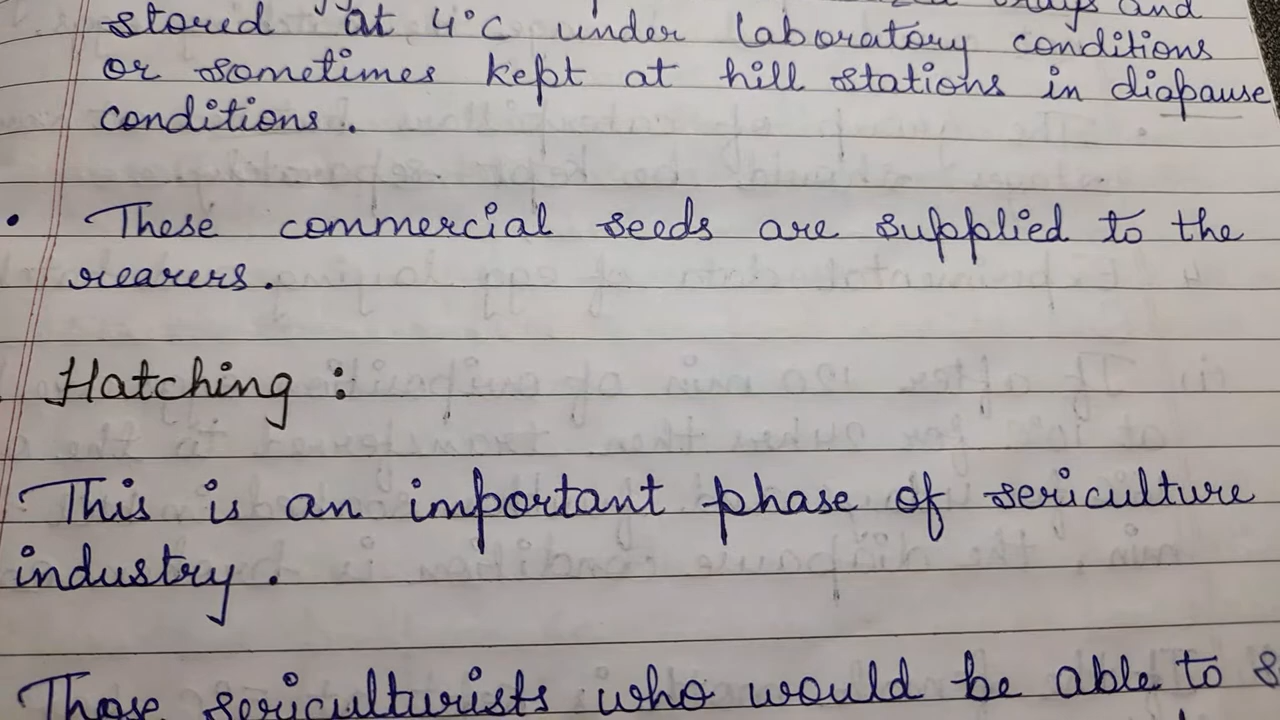 trays and
stored at 4°C under laboratory conditions
or sometimes kept at hill stations in diapause
conditions.
• These commercial seeds are supplied to the
rearers.
Hatching :
This is an important phase of sericulture
industry.
Those sericulturists who would be able to s